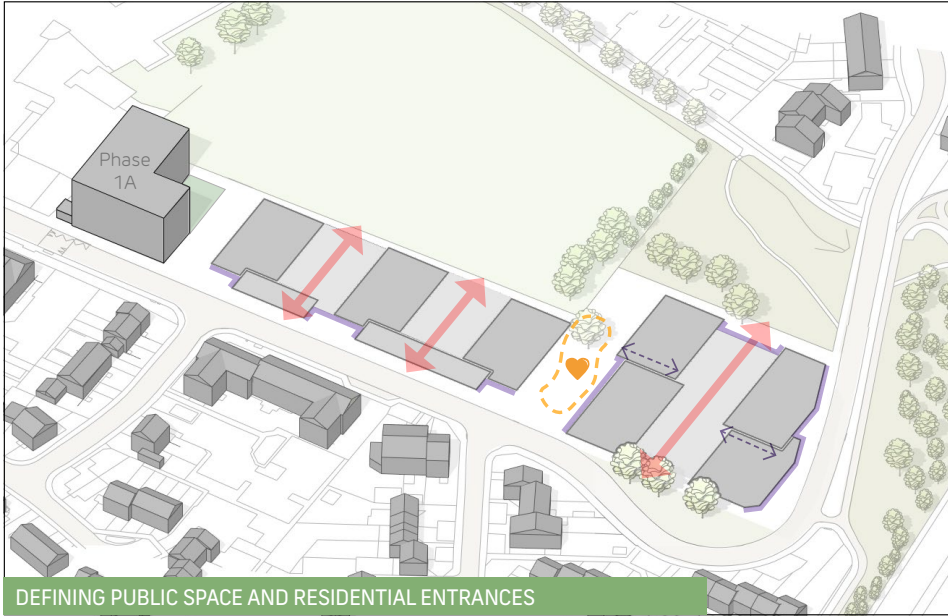 Phase
1A
DEFINING PUBLIC SPACE AND RESIDENTIAL ENTRANCES